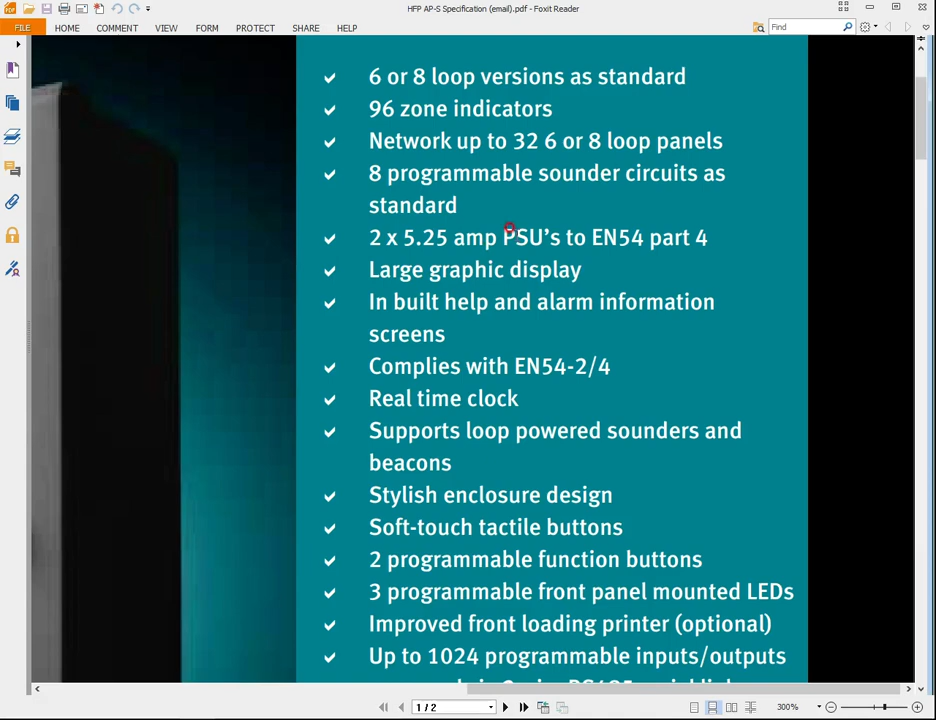 HFP AP-S Specification (email).pdf - Foxit Reader
FILE HOME COMMENT VIEW FORM PROTECT SHARE HELP Find
6 or 8 loop versions as standard
96 zone indicators
Network up to 32 6 or 8 loop panels
8 programmable sounder circuits as
standard
2 x 5.25 amp PSU's to EN54 part 4
Large graphic display
In built help and alarm information
screens
Complies with EN54-2/4
Real time clock
Supports loop powered sounders and
beacons
Stylish enclosure design
Soft-touch tactile buttons
2 programmable function buttons
3 programmable front panel mounted LEDs
Improved front loading printer (optional)
Up to 1024 programmable inputs/outputs
1 / 2 300%